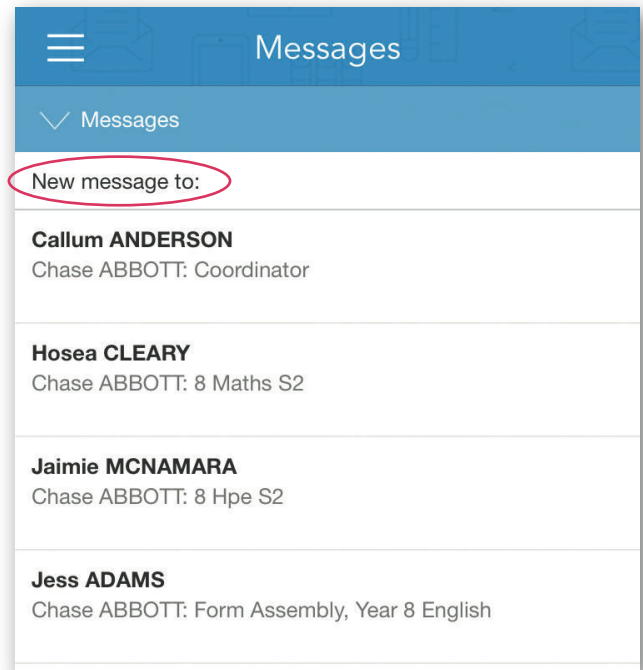 Messages
Messages
New message to:
Callum ANDERSON
Chase ABBOTT: Coordinator
Hosea CLEARY
Chase ABBOTT: 8 Maths S2
Jaimie MCNAMARA
Chase ABBOTT: 8 Hpe S2
Jess ADAMS
Chase ABBOTT: Form Assembly, Year 8 English